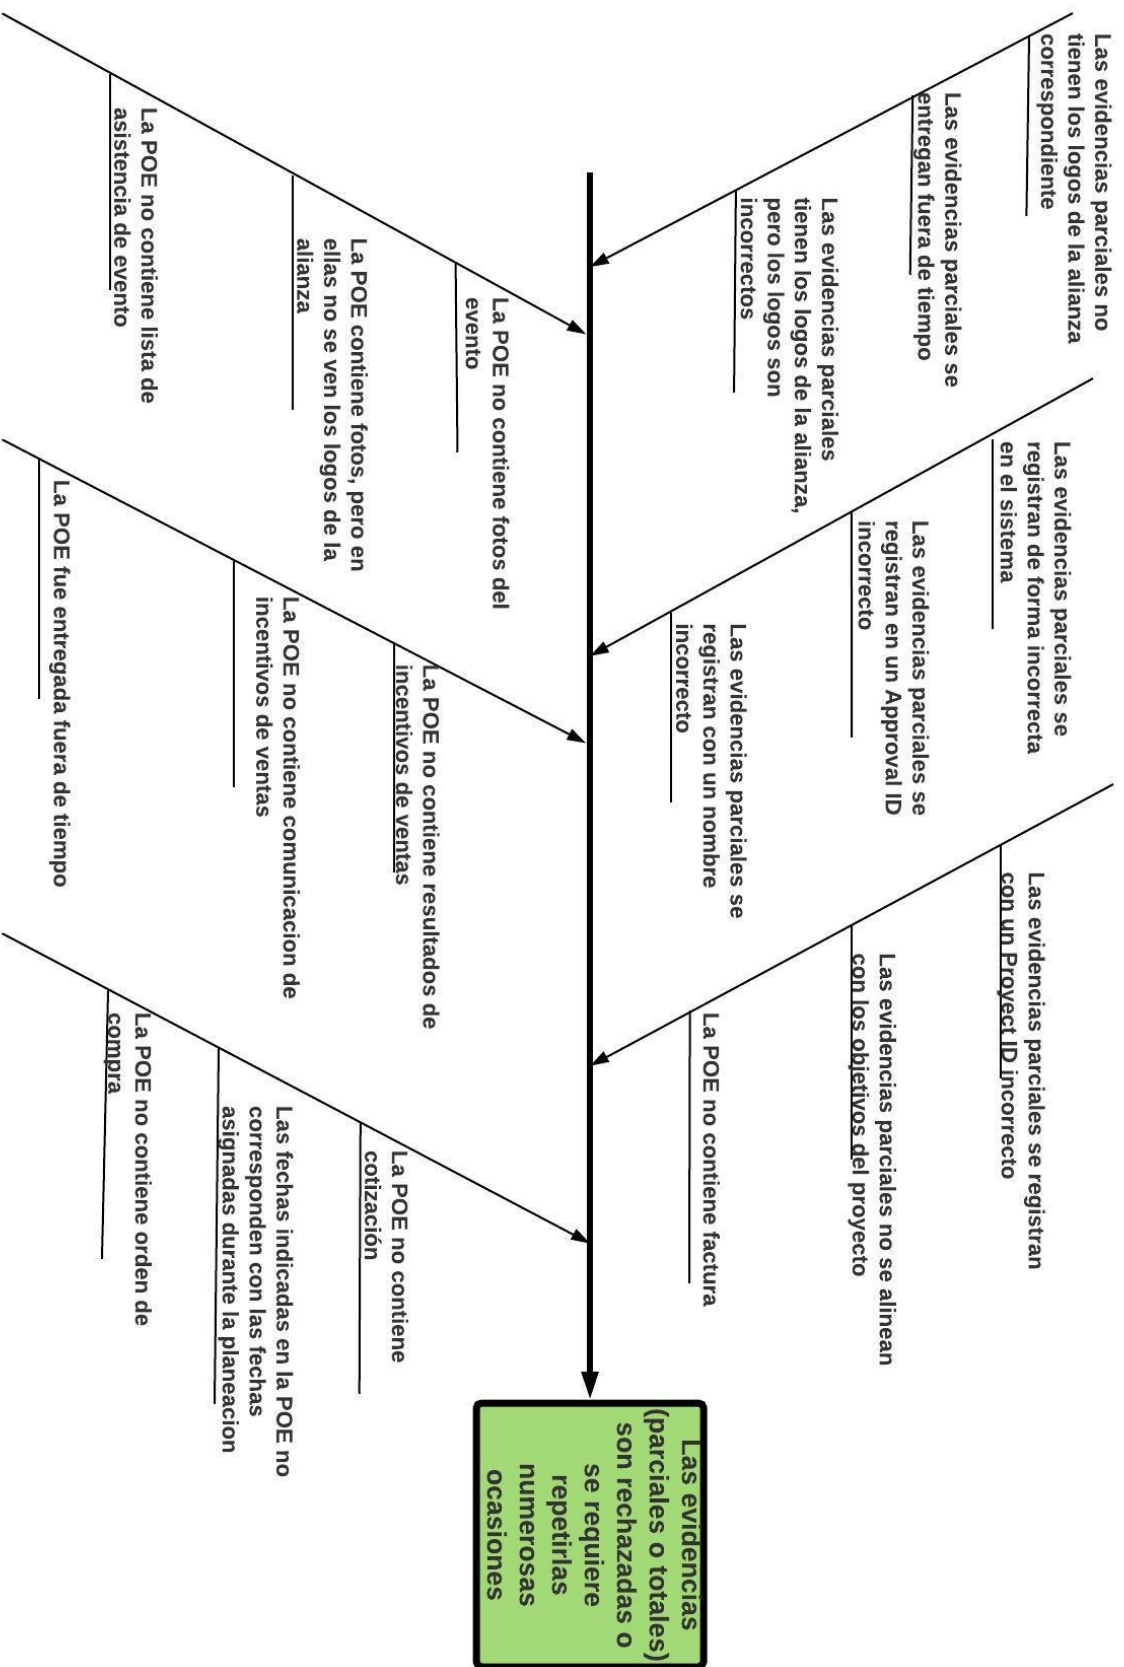 Las evidencias parciales no
tienen los logos de la alianza
correspondiente
Las evidencias parciales se
entregan fuera de tiempo
Las evidencias parciales
tienen los logos de la alianza,
pero los logos son
incorrectos
Las evidencias parciales se
registran de forma incorrecta
en el sistema
Las evidencias parciales se
registran en un Approval ID
incorrecto
Las evidencias parciales se
registran con un nombre
incorrecto
Las evidencias parciales se registran
con un Proyect ID incorrecto
Las evidencias parciales no se alinean
con los objetivos del proyecto
La POE no contiene factura
La POE no contiene fotos del
evento
La POE contiene fotos, pero en
ellas no se ven los logos de la
alianza
La POE no contiene lista de
asistencia de evento
La POE no contiene resultados de
incentivos de ventas
La POE no contiene comunicacion de
incentivos de ventas
La POE fue entregada fuera de tiempo
La POE no contiene
cotización
Las fechas indicadas en la POE no
corresponden con las fechas
asignadas durante la planeacion
La POE no contiene orden de
compra
Las evidencias
(parciales o totales)
son rechazadas o
se requiere
repetirlas
numerosas
ocasiones